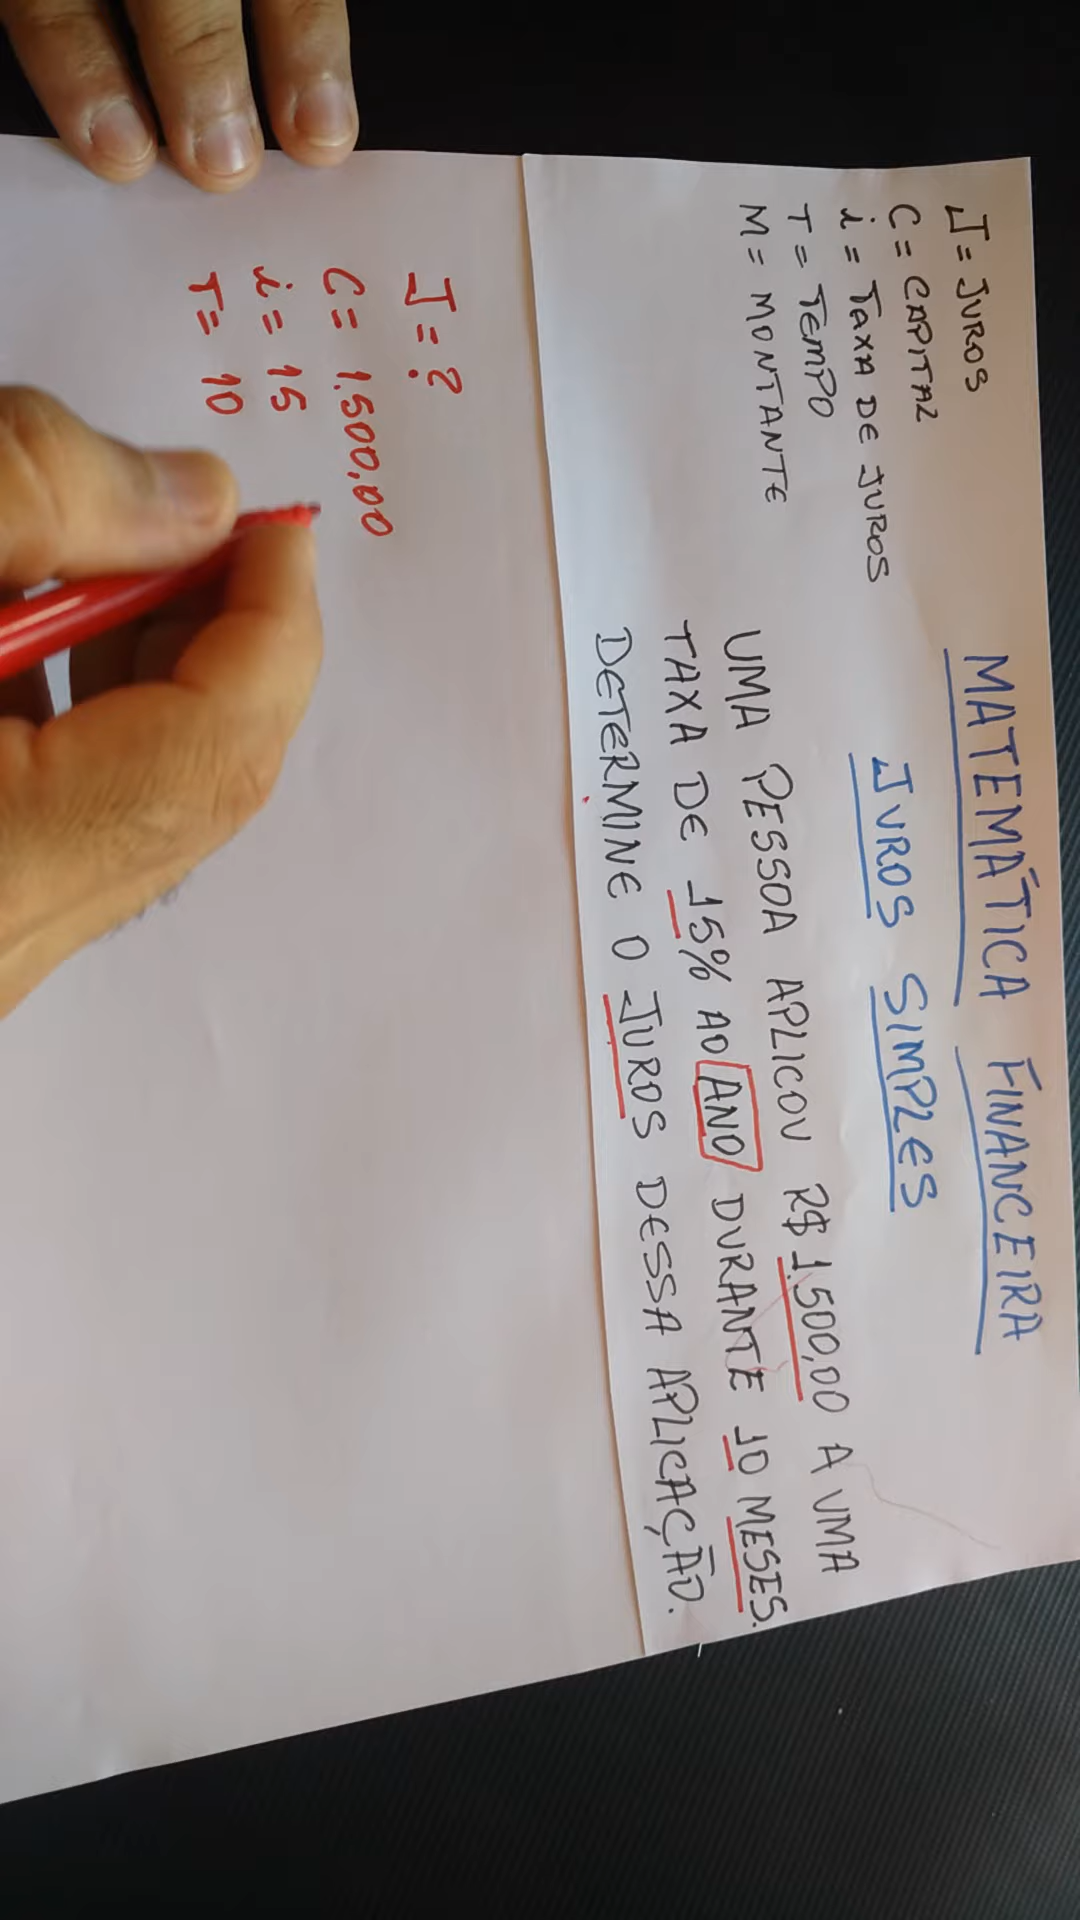 MATEMÁTICA FINANCEIRA
JUROS SIMPLES
J = JUROS
C = CAPITAL
i = TAXA DE JUROS
T = TEMPO
M = MONTANTE
UMA PESSOA APLICOU R$ 1.500,00 A UMA
TAXA DE 15% AO ANO DURANTE 10 MESES.
DETERMINE O JUROS DESSA APLICAÇÃO.
J = ?
C = 1.500,00
i = 15
T = 10